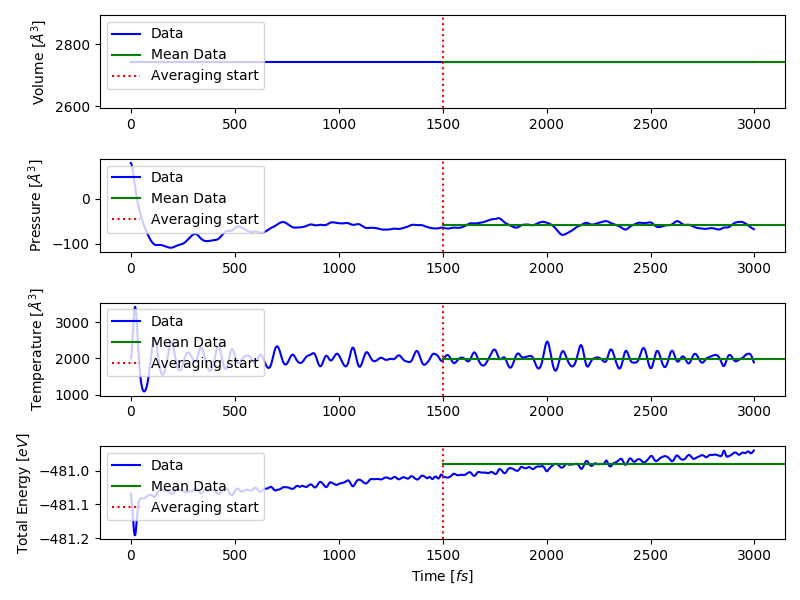 Volume [Å³]
2800
2600
Data
Mean Data
Averaging start
0 500 1000 1500 2000 2500 3000
Pressure [Å³]
0
−100
Data
Mean Data
Averaging start
0 500 1000 1500 2000 2500 3000
Temperature [Å³]
3000
2000
1000
Data
Mean Data
Averaging start
0 500 1000 1500 2000 2500 3000
Total Energy [eV]
−481.0
−481.1
−481.2
Data
Mean Data
Averaging start
0 500 1000 1500 2000 2500 3000
Time [fs]